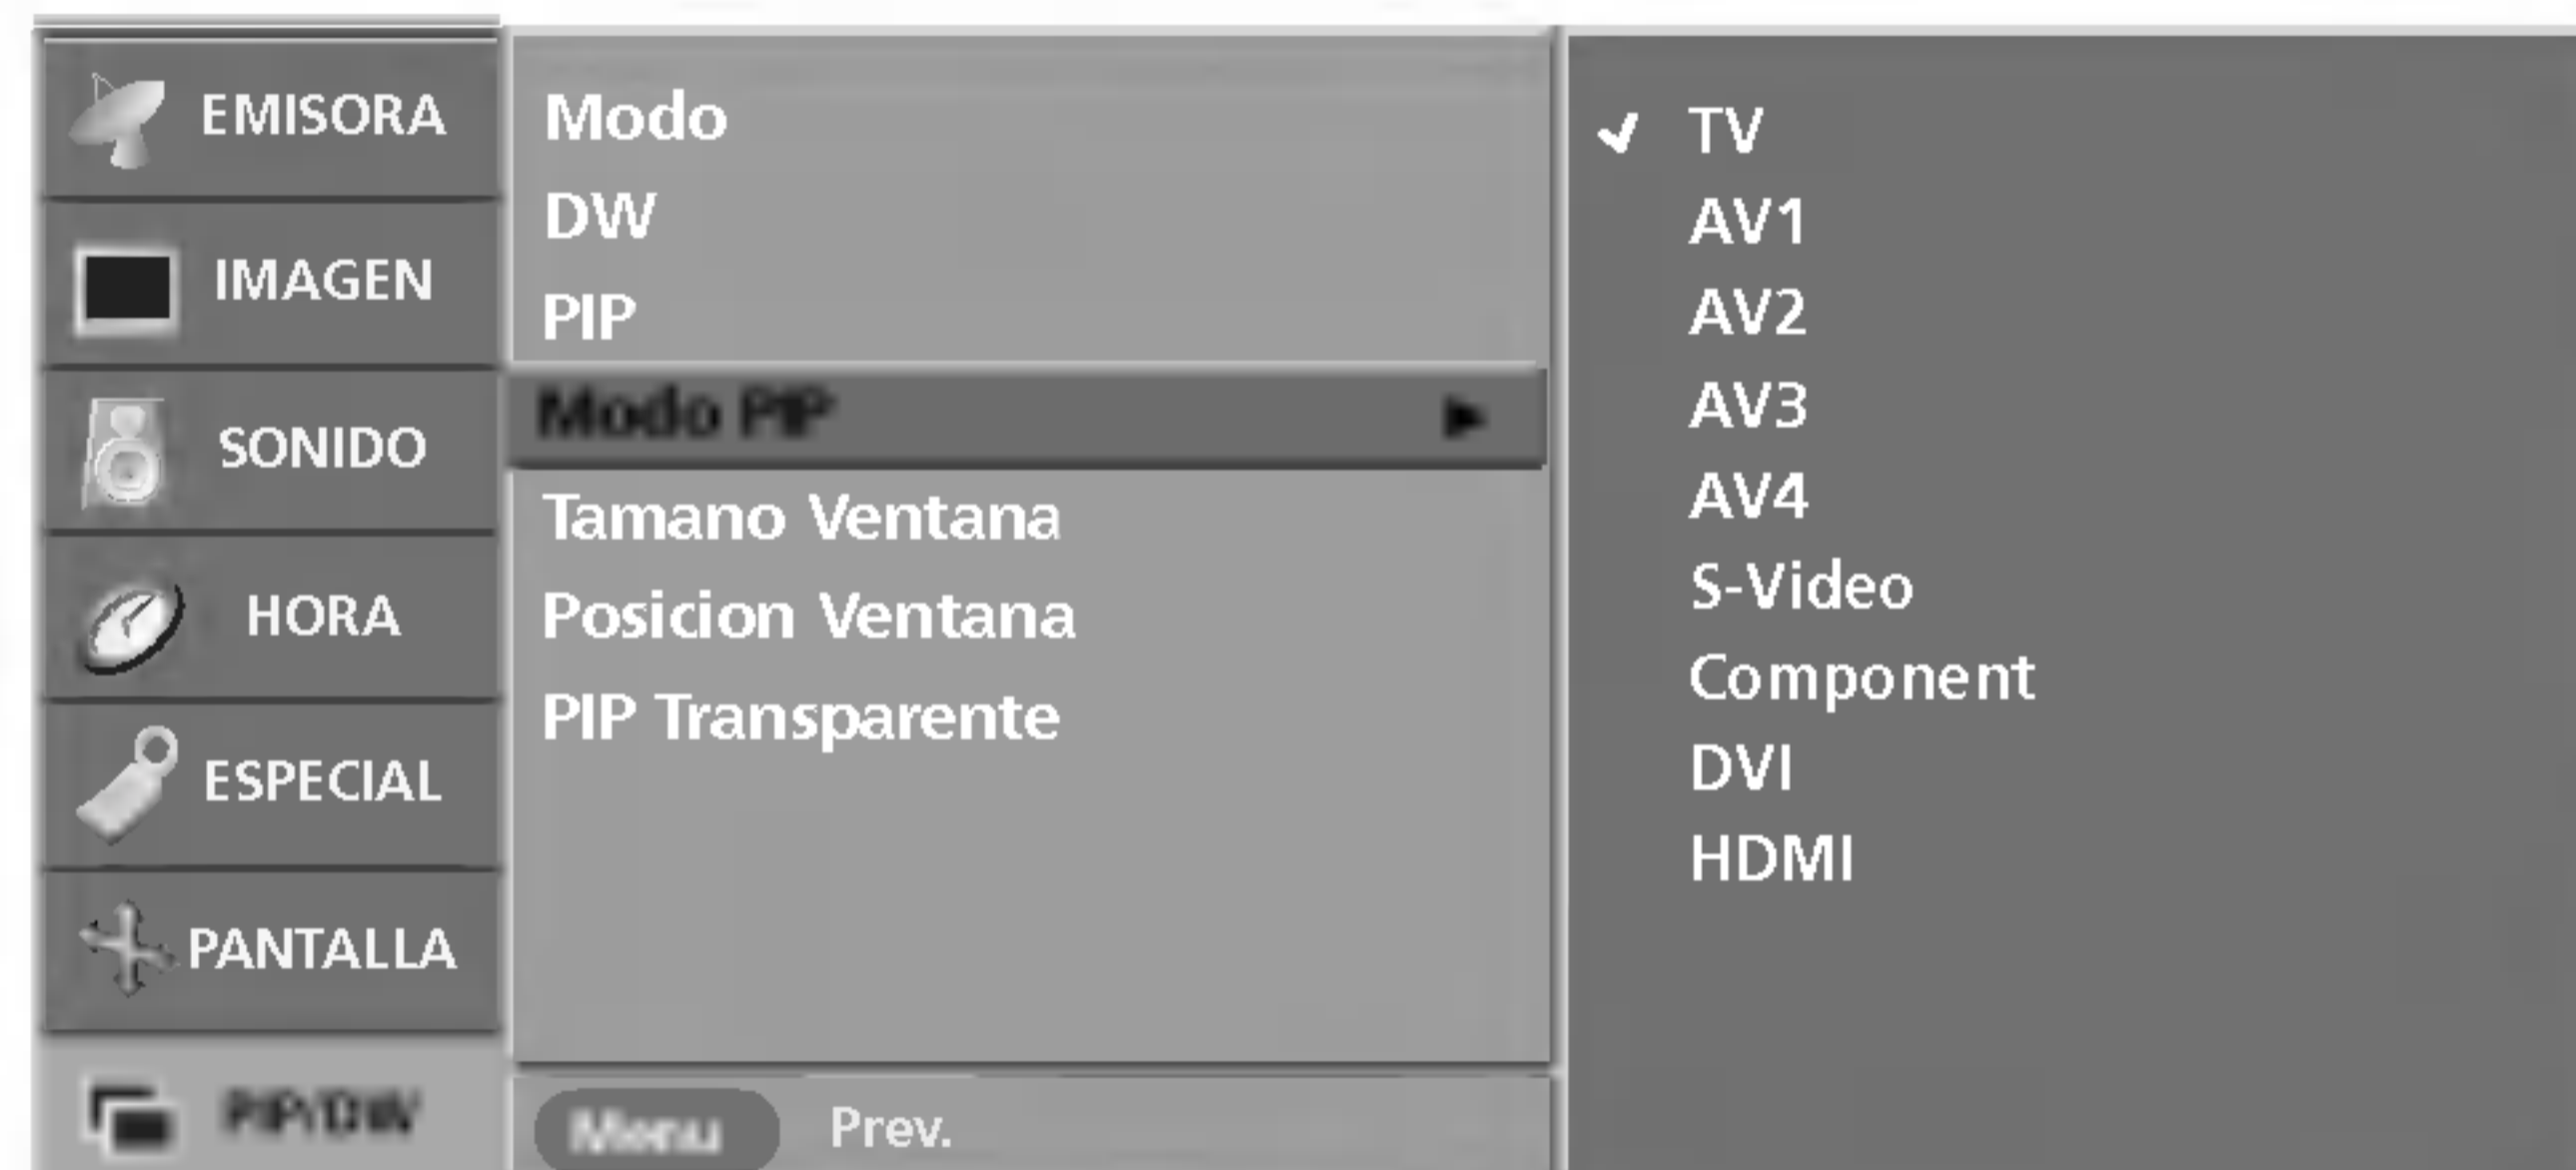 EMISORA
IMAGEN
SONIDO
HORA
ESPECIAL
PANTALLA
PIP/DW
Modo
DW
PIP
Modo PIP
Tamano Ventana
Posicion Ventana
PIP Transparente
Menu Prev.
TV
AV1
AV2
AV3
AV4
S-Video
Component
DVI
HDMI